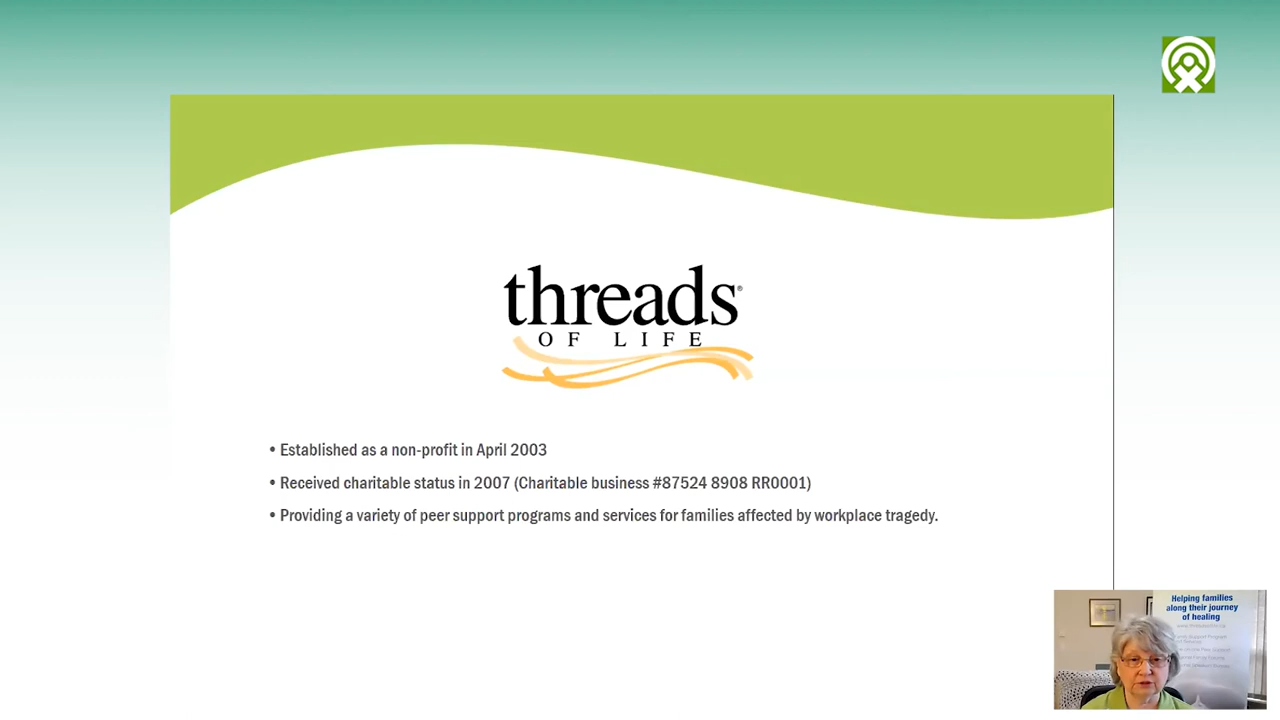 threads®
OF LIFE
• Established as a non-profit in April 2003
• Received charitable status in 2007 (Charitable business #87524 8908 RR0001)
• Providing a variety of peer support programs and services for families affected by workplace tragedy.
Helping families
along their journey
of healing